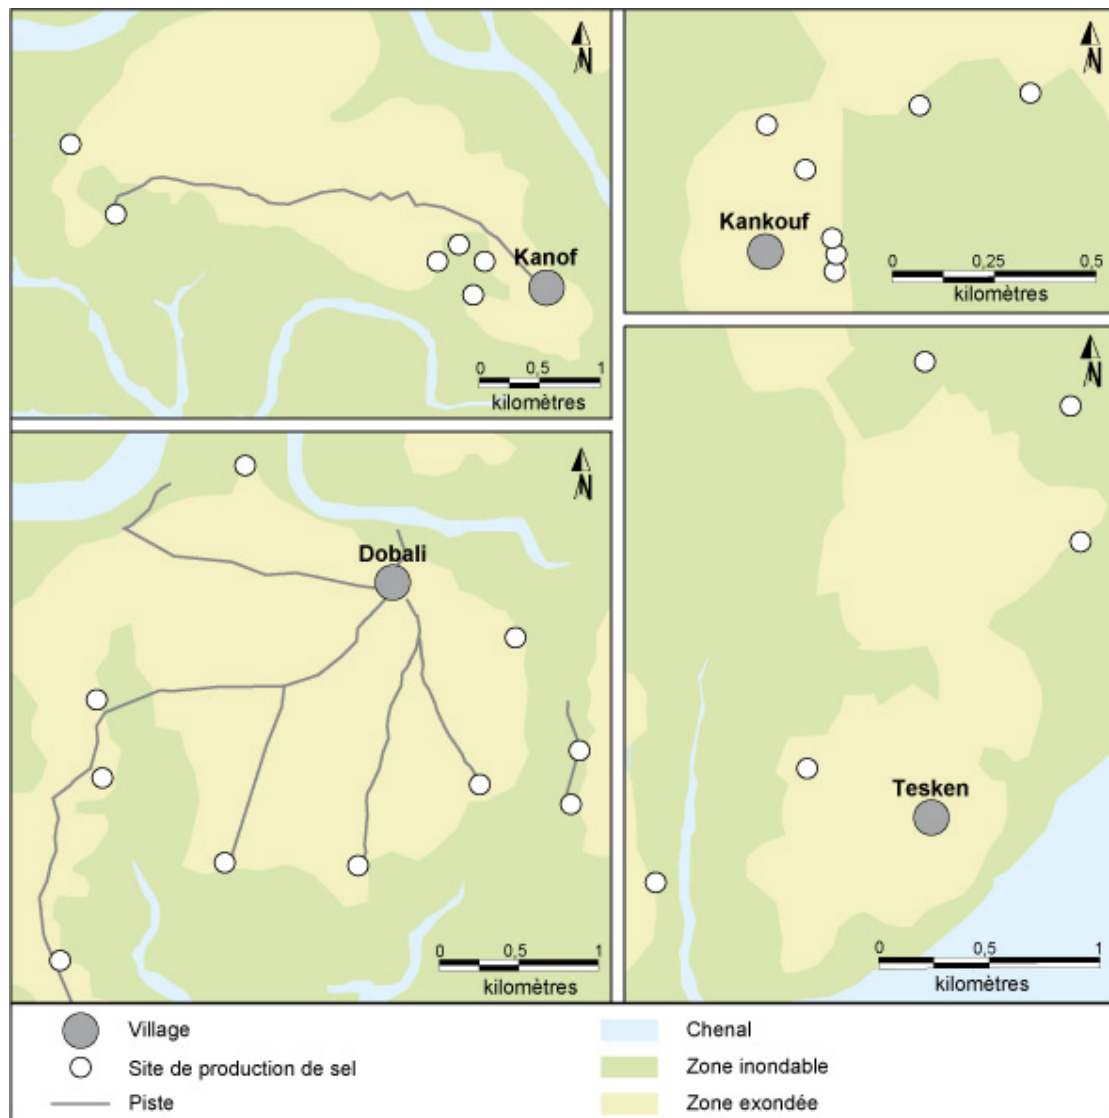 N
Kanof
0 0,5 1
kilomètres
N
Kankouf
0 0,25 0,5
kilomètres
N
Dobali
0 0,5 1
kilomètres
N
Tesken
0 0,5 1
kilomètres
Village
Site de production de sel
Piste
Chenal
Zone inondable
Zone exondée